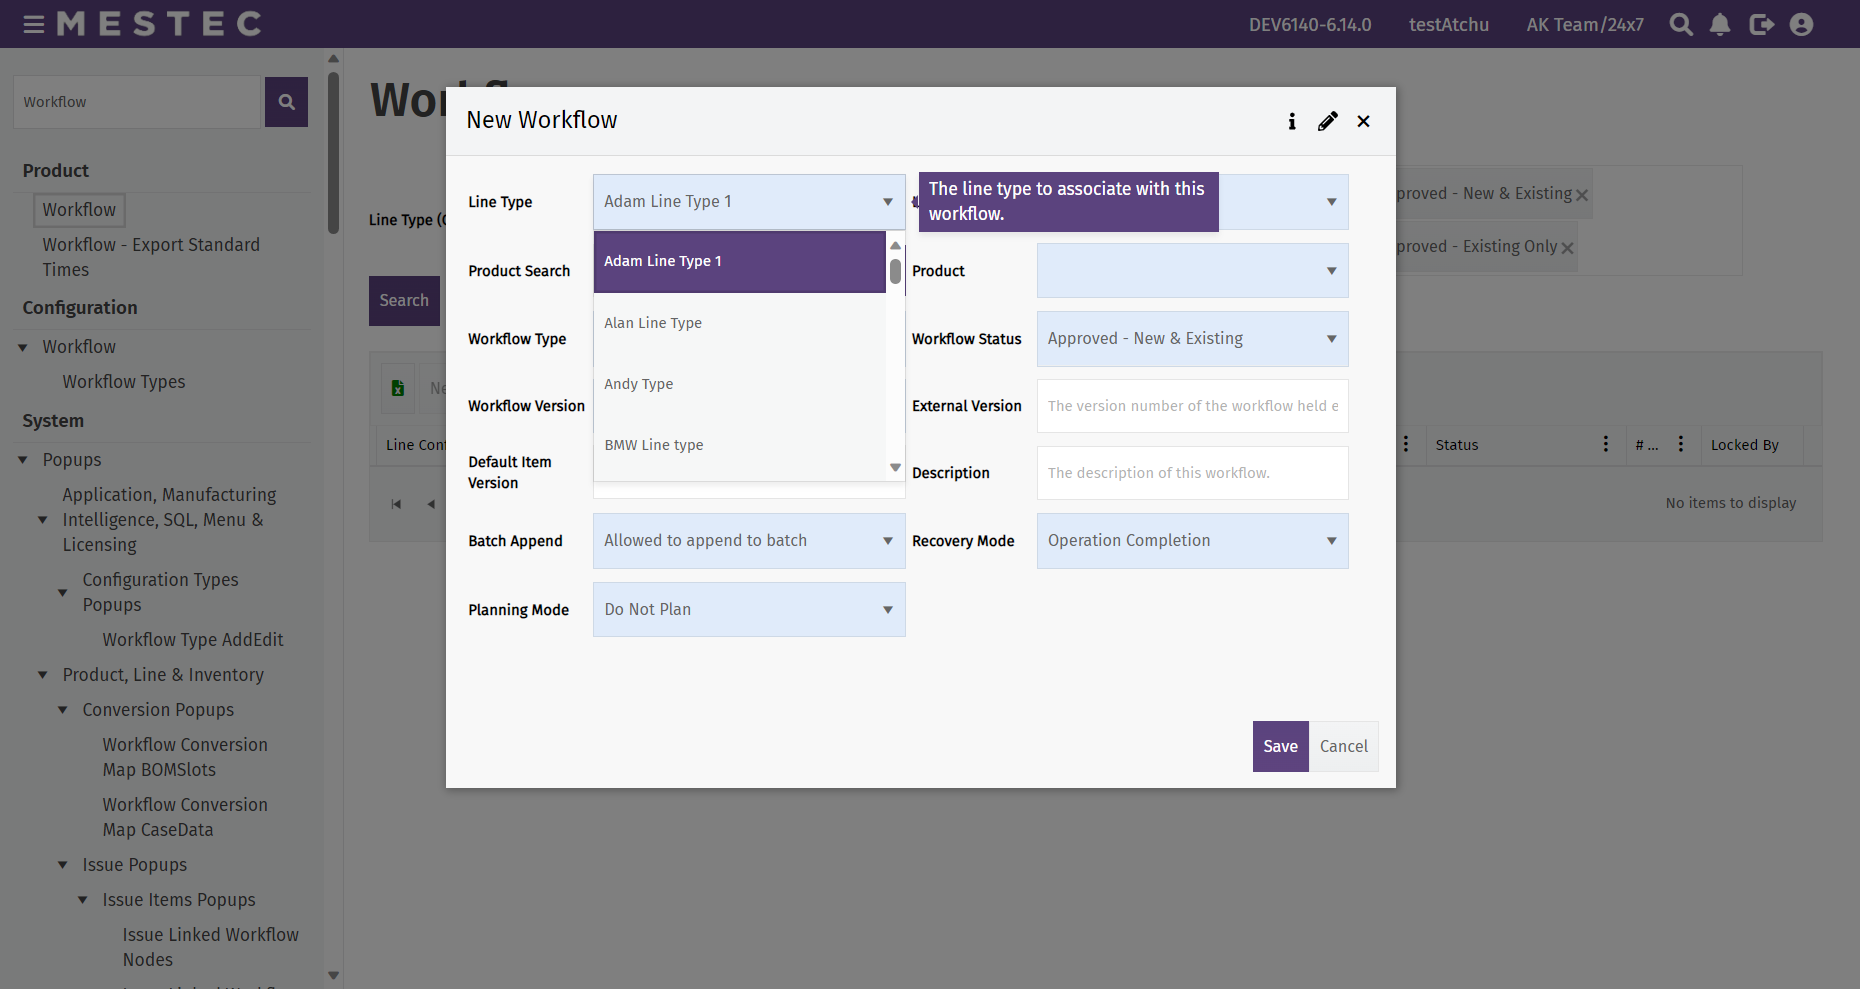 MESTEC
DEV6140-6.14.0
testAtchu
AK Team/24x7
Workflow
Product
Workflow
Workflow - Export Standard
Times
Configuration
Workflow
Workflow Types
System
Popups
Application, Manufacturing
Intelligence, SQL, Menu &
Licensing
Configuration Types
Popups
Workflow Type AddEdit
Product, Line & Inventory
Conversion Popups
Workflow Conversion
Map BOMSlots
Workflow Conversion
Map CaseData
Issue Popups
Issue Items Popups
Issue Linked Workflow
Nodes
Line Type (
Search
Ne
Line Conf
proved - New & Existing
proved - Existing Only
Status
# ...
Locked By
No items to display
New Workflow
Line Type
Adam Line Type 1
The line type to associate with this
workflow.
Adam Line Type 1
Alan Line Type
Andy Type
BMW Line type
Product Search
Product
Workflow Type
Workflow Status
Approved - New & Existing
Workflow Version
External Version
The version number of the workflow held e
Default Item
Version
Description
The description of this workflow.
Batch Append
Allowed to append to batch
Recovery Mode
Operation Completion
Planning Mode
Do Not Plan
Save
Cancel